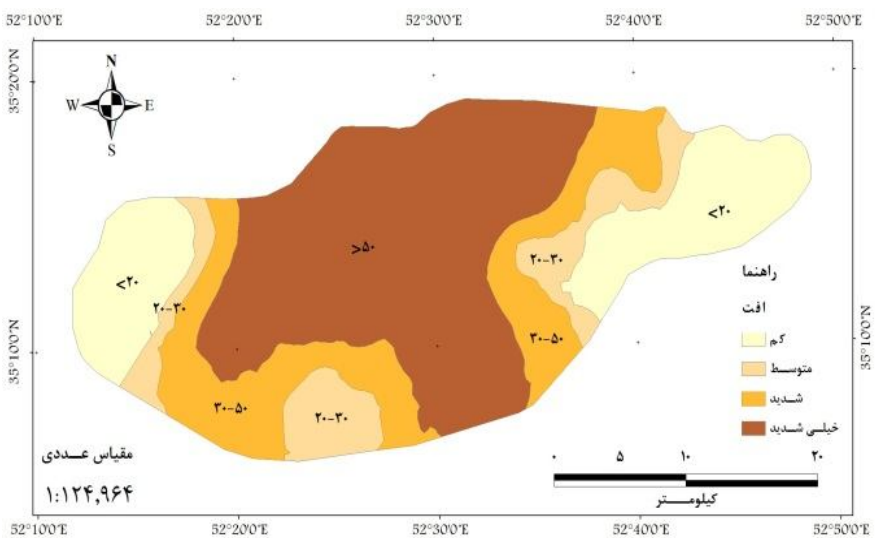 52°10'0"E 52°20'0"E 52°30'0"E 52°40'0"E 52°50'0"E
35°20'0"N
N
W E
S
<۲۰
>۵۰
<۲۰
۲۰-۳۰
۲۰-۳۰
راهنما
افت
کم
متوسط
شدید
خیلی شدید
35°10'0"N 35°10'0"N
۳۰-۵۰
۳۰-۵۰
۲۰-۳۰
مقیاس عددی
۱:۱۲۴,۹۶۴
۰ ۵ ۱۰ ۲۰
کیلومتر
52°10'0"E 52°20'0"E 52°30'0"E 52°40'0"E 52°50'0"E